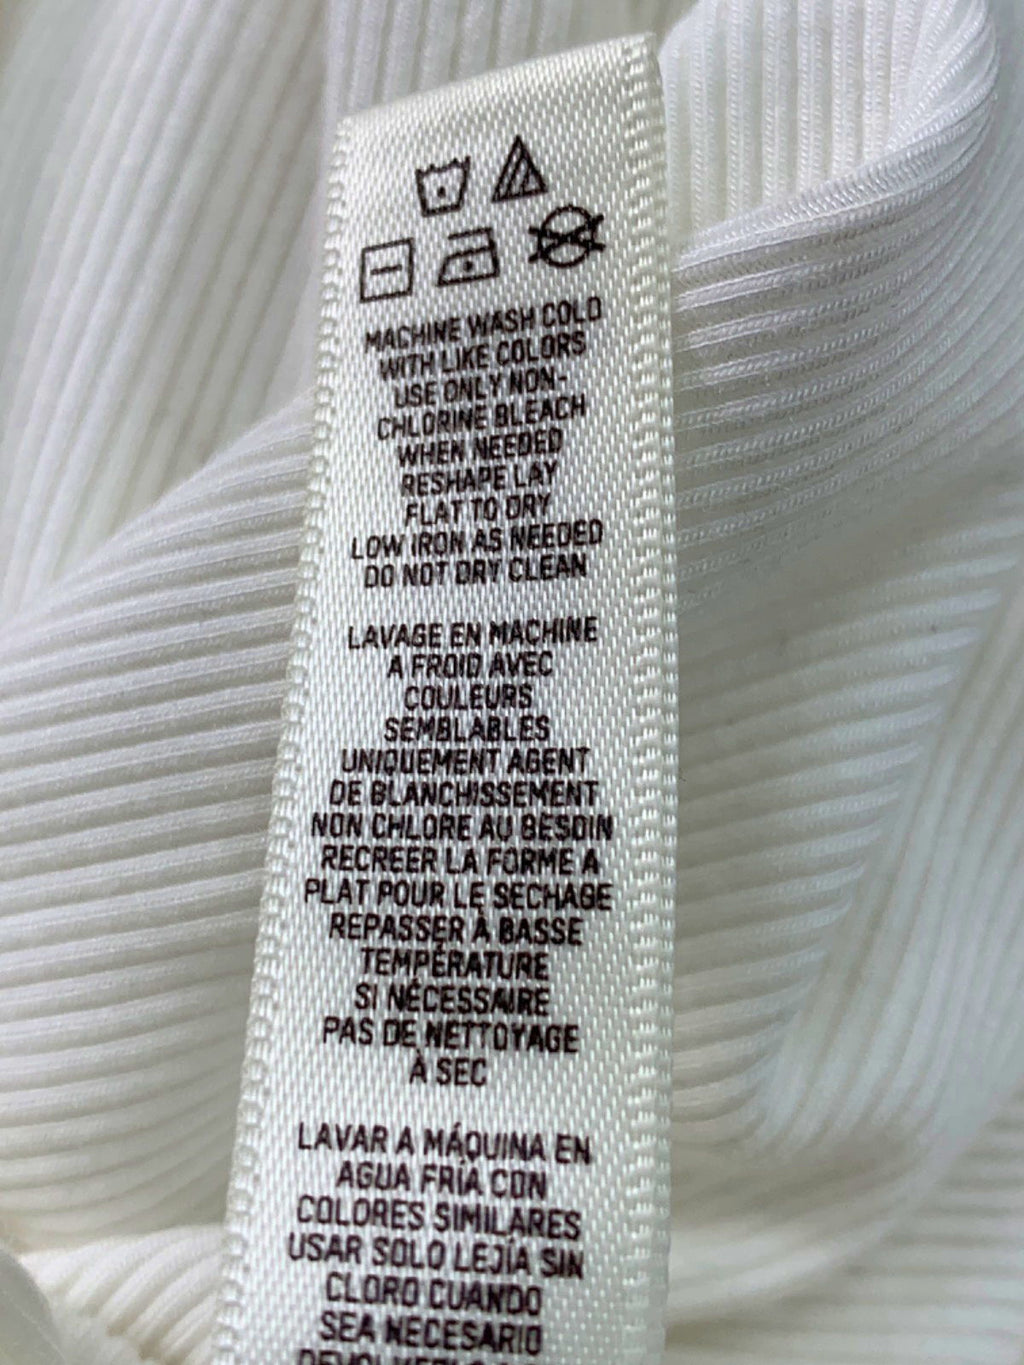 MACHINE WASH COLD
WITH LIKE COLORS
USE ONLY NON-
CHLORINE BLEACH
WHEN NEEDED
RESHAPE LAY
FLAT TO DRY
LOW IRON AS NEEDED
DO NOT DRY CLEAN
LAVAGE EN MACHINE
A FROID AVEC
COULEURS
SEMBLABLES
UNIQUEMENT AGENT
DE BLANCHISSEMENT
NON CHLORE AU BESOIN
RECREER LA FORME A
PLAT POUR LE SECHAGE
REPASSER À BASSE
TEMPÉRATURE
SI NÉCESSAIRE
PAS DE NETTOYAGE
À SEC
LAVAR A MÁQUINA EN
AGUA FRÍA CON
COLORES SIMILARES
USAR SOLO LEJÍA SIN
CLORO CUANDO
SEA NECESARIO